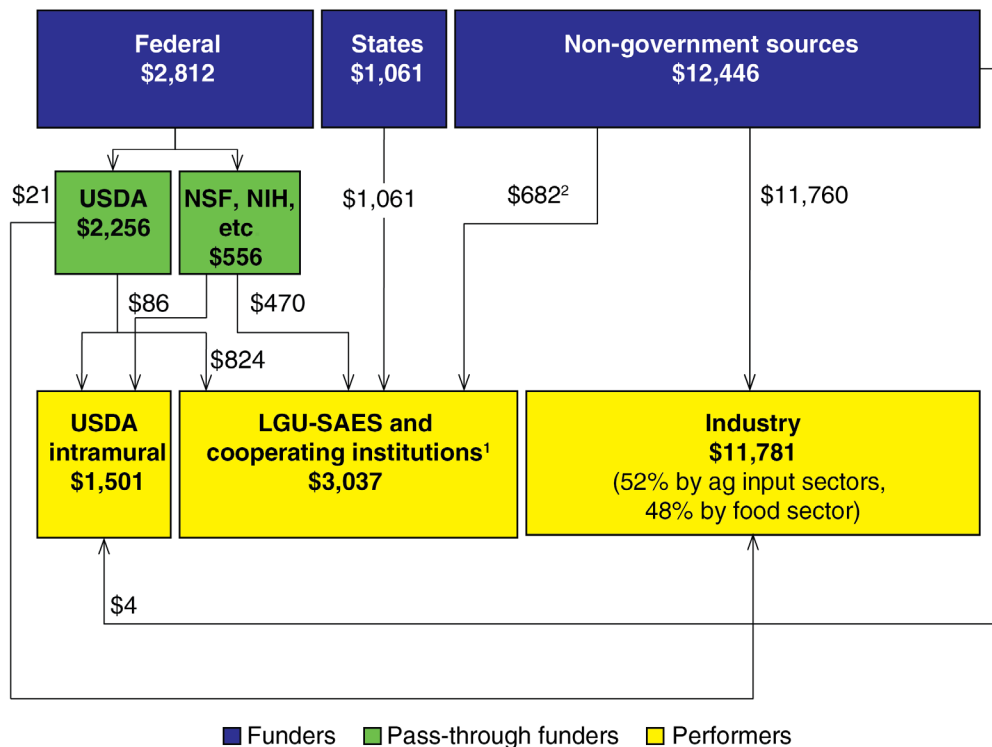 Federal
$2,812
States
$1,061
Non-government sources
$12,446
$21
USDA
$2,256
NSF, NIH,
etc
$556
$1,061
$682²
$11,760
$86
$470
$824
USDA
intramural
$1,501
LGU-SAES and
cooperating institutions¹
$3,037
Industry
$11,781
(52% by ag input sectors,
48% by food sector)
$4
Funders
Pass-through funders
Performers